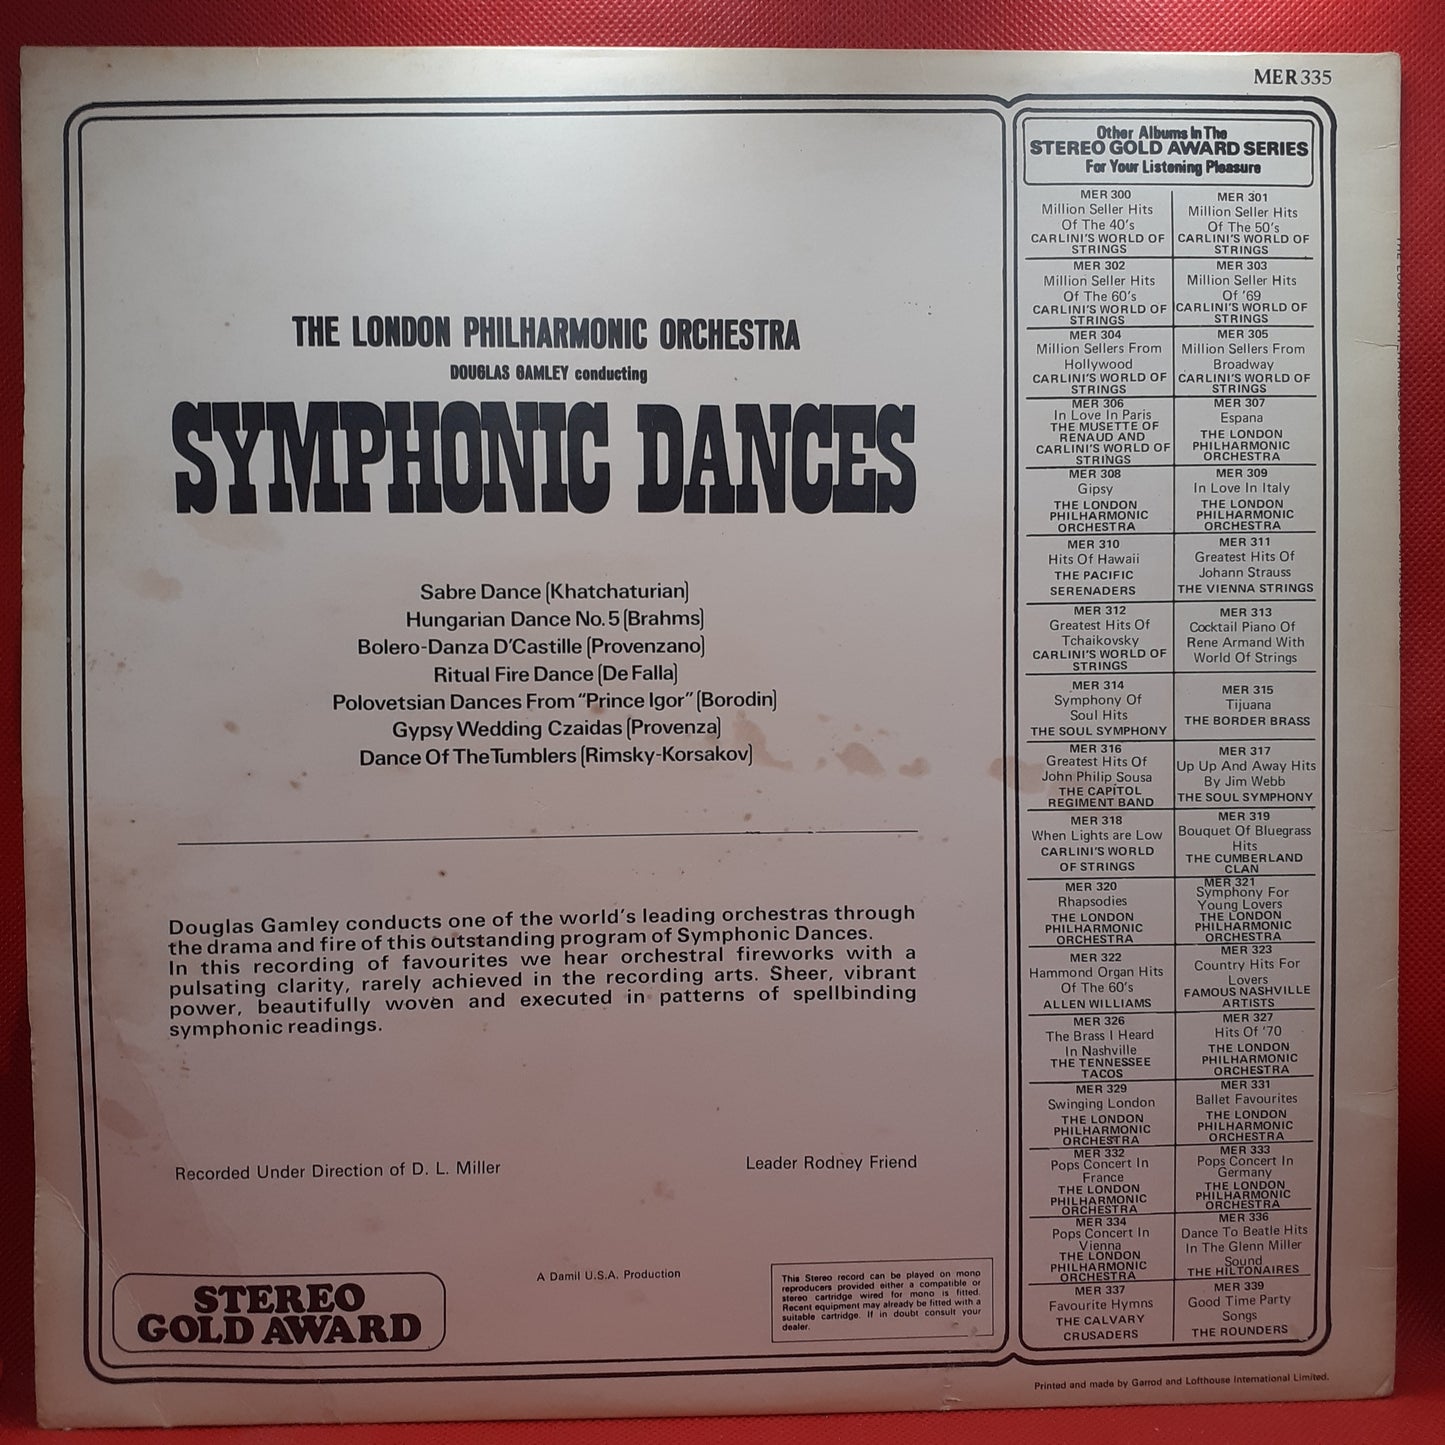 MER 335
THE LONDON PHILHARMONIC ORCHESTRA
DOUGLAS GAMLEY conducting
SYMPHONIC DANCES
Sabre Dance (Khatchaturian)
Hungarian Dance No. 5 (Brahms)
Bolero-Danza D'Castille (Provenzano)
Ritual Fire Dance (De Falla)
Polovetsian Dances From "Prince Igor" (Borodin)
Gypsy Wedding Czaidas (Provenza)
Dance Of The Tumblers (Rimsky-Korsakov)
Douglas Gamley conducts one of the world's leading orchestras through
the drama and fire of this outstanding program of Symphonic Dances.
In this recording of favourites we hear orchestral fireworks with a
pulsating clarity, rarely achieved in the recording arts. Sheer, vibrant
power, beautifully woven and executed in patterns of spellbinding
symphonic readings.
Recorded Under Direction of D. L. Miller
Leader Rodney Friend
STEREO
GOLD AWARD
A Damil U.S.A. Production
This Stereo record can be played on mono
reproducers provided either a compatible or
stereo cartridge wired for mono is fitted.
Recent equipment may already be fitted with a
suitable cartridge. If in doubt consult your
dealer.
Other Albums In The
STEREO GOLD AWARD SERIES
For Your Listening Pleasure
MER 300
Million Seller Hits
Of The 40's
CARLINI'S WORLD OF
STRINGS
MER 301
Million Seller Hits
Of The 50's
CARLINI'S WORLD OF
STRINGS
MER 302
Million Seller Hits
Of The 60's
CARLINI'S WORLD OF
STRINGS
MER 303
Million Seller Hits
Of '69
CARLINI'S WORLD OF
STRINGS
MER 304
Million Sellers From
Hollywood
CARLINI'S WORLD OF
STRINGS
MER 305
Million Sellers From
Broadway
CARLINI'S WORLD OF
STRINGS
MER 306
In Love In Paris
THE MUSETTE OF
RENAUD AND
CARLINI'S WORLD OF
STRINGS
MER 307
Espana
THE LONDON
PHILHARMONIC
ORCHESTRA
MER 308
Gipsy
THE LONDON
PHILHARMONIC
ORCHESTRA
MER 309
In Love In Italy
THE LONDON
PHILHARMONIC
ORCHESTRA
MER 310
Hits Of Hawaii
THE PACIFIC
SERENADERS
MER 311
Greatest Hits Of
Johann Strauss
THE VIENNA STRINGS
MER 312
Greatest Hits Of
Tchaikovsky
CARLINI'S WORLD OF
STRINGS
MER 313
Cocktail Piano Of
Rene Armand With
World Of Strings
MER 314
Symphony Of
Soul Hits
THE SOUL SYMPHONY
MER 315
Tijuana
THE BORDER BRASS
MER 316
Greatest Hits Of
John Philip Sousa
THE CAPITOL
REGIMENT BAND
MER 317
Up Up And Away Hits
By Jim Webb
THE SOUL SYMPHONY
MER 318
When Lights are Low
CARLINI'S WORLD
OF STRINGS
MER 319
Bouquet Of Bluegrass
Hits
THE CUMBERLAND
CLAN
MER 320
Rhapsodies
THE LONDON
PHILHARMONIC
ORCHESTRA
MER 321
Symphony For
Young Lovers
THE LONDON
PHILHARMONIC
ORCHESTRA
MER 322
Hammond Organ Hits
Of The 60's
ALLEN WILLIAMS
MER 323
Country Hits For
Lovers
FAMOUS NASHVILLE
ARTISTS
MER 326
The Brass I Heard
In Nashville
THE TENNESSEE
TACOS
MER 327
Hits Of '70
THE LONDON
PHILHARMONIC
ORCHESTRA
MER 329
Swinging London
THE LONDON
PHILHARMONIC
ORCHESTRA
MER 331
Ballet Favourites
THE LONDON
PHILHARMONIC
ORCHESTRA
MER 332
Pops Concert In
France
THE LONDON
PHILHARMONIC
ORCHESTRA
MER 333
Pops Concert In
Germany
THE LONDON
PHILHARMONIC
ORCHESTRA
MER 334
Pops Concert In
Vienna
THE LONDON
PHILHARMONIC
ORCHESTRA
MER 336
Dance To Beatle Hits
In The Glenn Miller
Sound
THE HILTONAIRES
MER 337
Favourite Hymns
THE CALVARY
CRUSADERS
MER 339
Good Time Party
Songs
THE ROUNDERS
Printed and made by Garrod and Lofthouse International Limited.